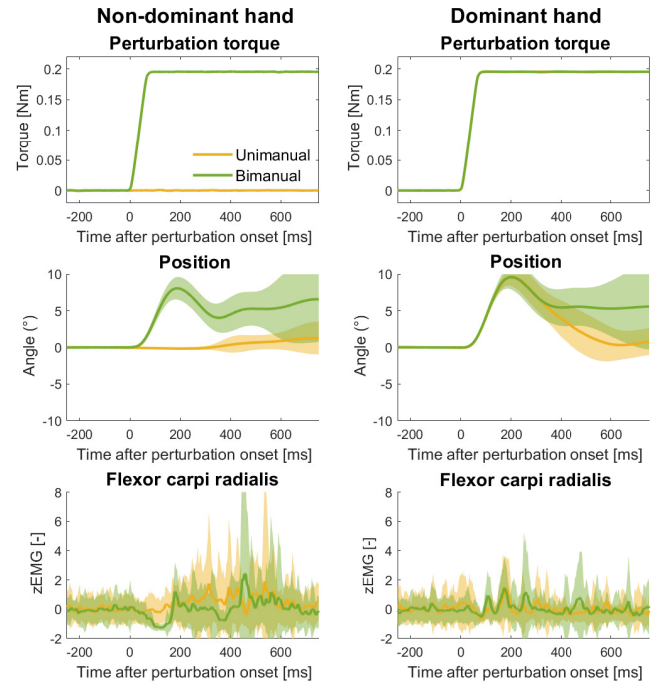 Non-dominant hand
Dominant hand
Perturbation torque
Perturbation torque
Torque [Nm]
0.2
0.15
0.1
0.05
0
Unimanual
Bimanual
-200 0 200 400 600
Time after perturbation onset [ms]
Torque [Nm]
0.2
0.15
0.1
0.05
0
-200 0 200 400 600
Time after perturbation onset [ms]
Position
Position
Angle (°)
10
5
0
-5
-10
-200 0 200 400 600
Time after perturbation onset [ms]
Angle (°)
10
5
0
-5
-10
-200 0 200 400 600
Time after perturbation onset [ms]
Flexor carpi radialis
Flexor carpi radialis
zEMG [-]
8
6
4
2
0
-2
-200 0 200 400 600
Time after perturbation onset [ms]
zEMG [-]
8
6
4
2
0
-2
-200 0 200 400 600
Time after perturbation onset [ms]